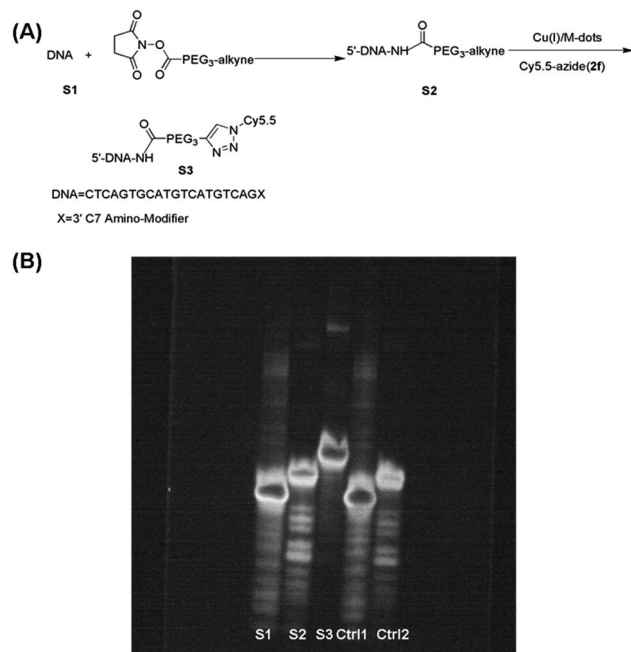 (A)
DNA + N-O PEG3-alkyne 5'-DNA-NH PEG3-alkyne Cu(I)/M-dots
O O O O O Cy5.5-azide(2f)
S1 S2
O PEG3 N Cy5.5
5'-DNA-NH N N
S3
DNA=CTCAGTGCATGTCATGTCAGX
X=3' C7 Amino-Modifier
(B)
S1 S2 S3 Ctrl1 Ctrl2